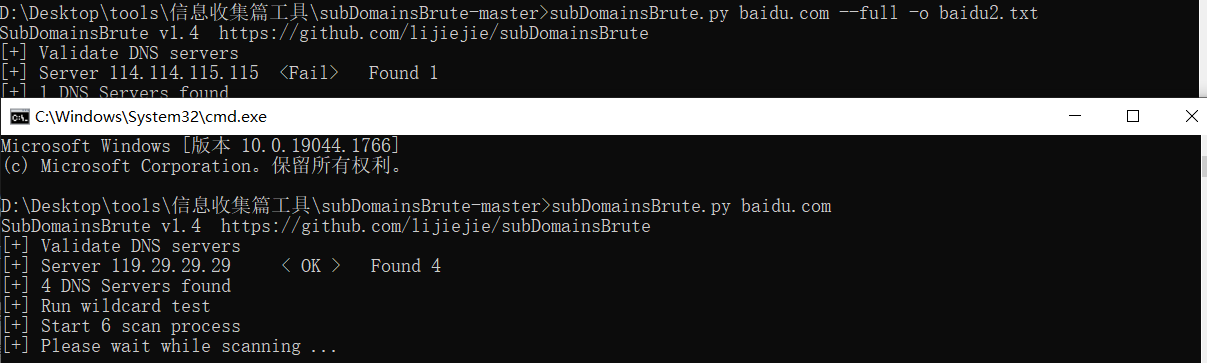 D:\Desktop\tools\信息收集篇工具\subDomainsBrute-master>subDomainsBrute.py baidu.com --full -o baidu2.txt
SubDomainsBrute v1.4  https://github.com/lijiejie/subDomainsBrute
[+] Validate DNS servers
[+] Server 114.114.115.115  <Fail>   Found 1
[+] 1 DNS Servers found
C:\Windows\System32\cmd.exe
Microsoft Windows [版本 10.0.19044.1766]
(c) Microsoft Corporation。保留所有权利。
D:\Desktop\tools\信息收集篇工具\subDomainsBrute-master>subDomainsBrute.py baidu.com
SubDomainsBrute v1.4  https://github.com/lijiejie/subDomainsBrute
[+] Validate DNS servers
[+] Server 119.29.29.29     < OK >   Found 4
[+] 4 DNS Servers found
[+] Run wildcard test
[+] Start 6 scan process
[+] Please wait while scanning ...